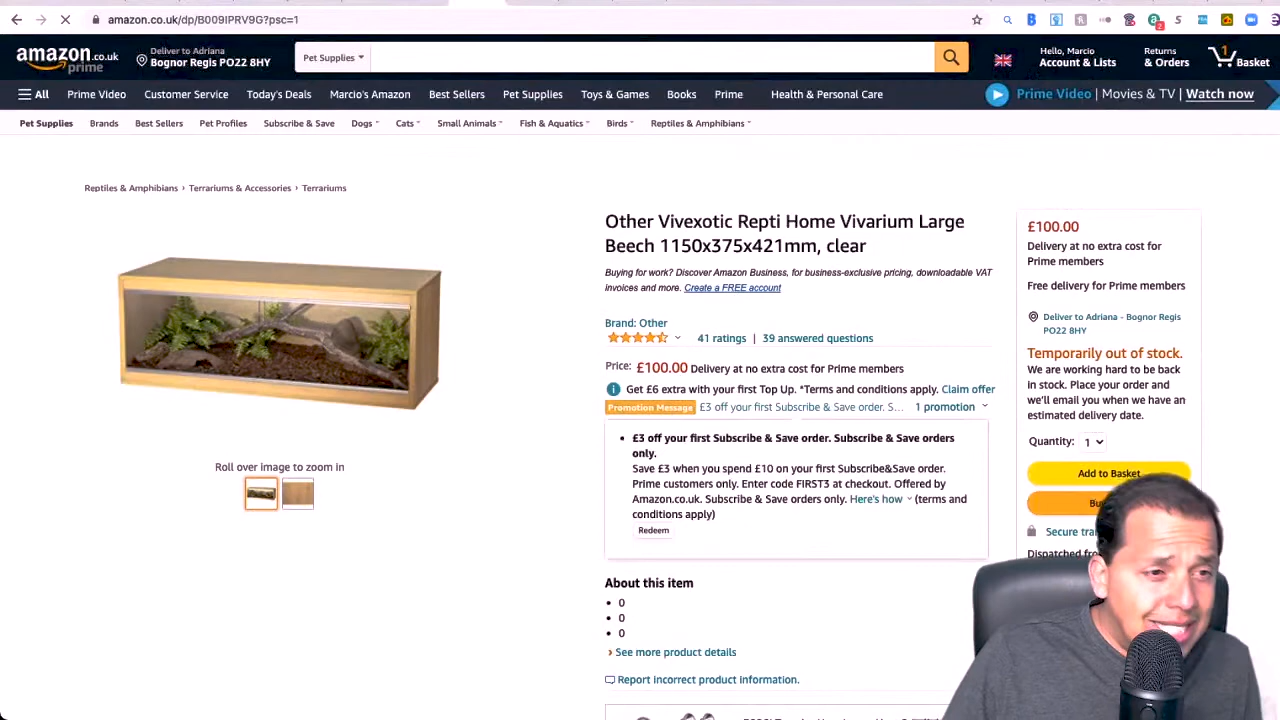 amazon.co.uk/dp/B009IPRV9G?psc=1
2
amazon.co.uk
prime
Deliver to Adriana
Bognor Regis PO22 8HY
Pet Supplies
Hello, Marcio
Account & Lists
Returns
& Orders
1
Basket
All
Prime Video
Customer Service
Today's Deals
Marcio's Amazon
Best Sellers
Pet Supplies
Toys & Games
Books
Prime
Health & Personal Care
Prime Video | Movies & TV | Watch now
Pet Supplies
Brands
Best Sellers
Pet Profiles
Subscribe & Save
Dogs
Cats
Small Animals
Fish & Aquatics
Birds
Reptiles & Amphibians
Reptiles & Amphibians › Terrariums & Accessories › Terrariums
Roll over image to zoom in
Other Vivexotic Repti Home Vivarium Large
Beech 1150x375x421mm, clear
Buying for work? Discover Amazon Business, for business-exclusive pricing, downloadable VAT
invoices and more. Create a FREE account
Brand: Other
41 ratings | 39 answered questions
Price: £100.00 Delivery at no extra cost for Prime members
Get £6 extra with your first Top Up. *Terms and conditions apply. Claim offer
Promotion Message £3 off your first Subscribe & Save order. S... 1 promotion
• £3 off your first Subscribe & Save order. Subscribe & Save orders
only.
Save £3 when you spend £10 on your first Subscribe&Save order.
Prime customers only. Enter code FIRST3 at checkout. Offered by
Amazon.co.uk. Subscribe & Save orders only. Here's how (terms and
conditions apply)
Redeem
About this item
• 0
• 0
• 0
› See more product details
Report incorrect product information.
£100.00
Delivery at no extra cost for
Prime members
Free delivery for Prime members
Deliver to Adriana - Bognor Regis
PO22 8HY
Temporarily out of stock.
We are working hard to be back
in stock. Place your order and
we'll email you when we have an
estimated delivery date.
Quantity: 1
Add to Basket
Secure
Dispatched